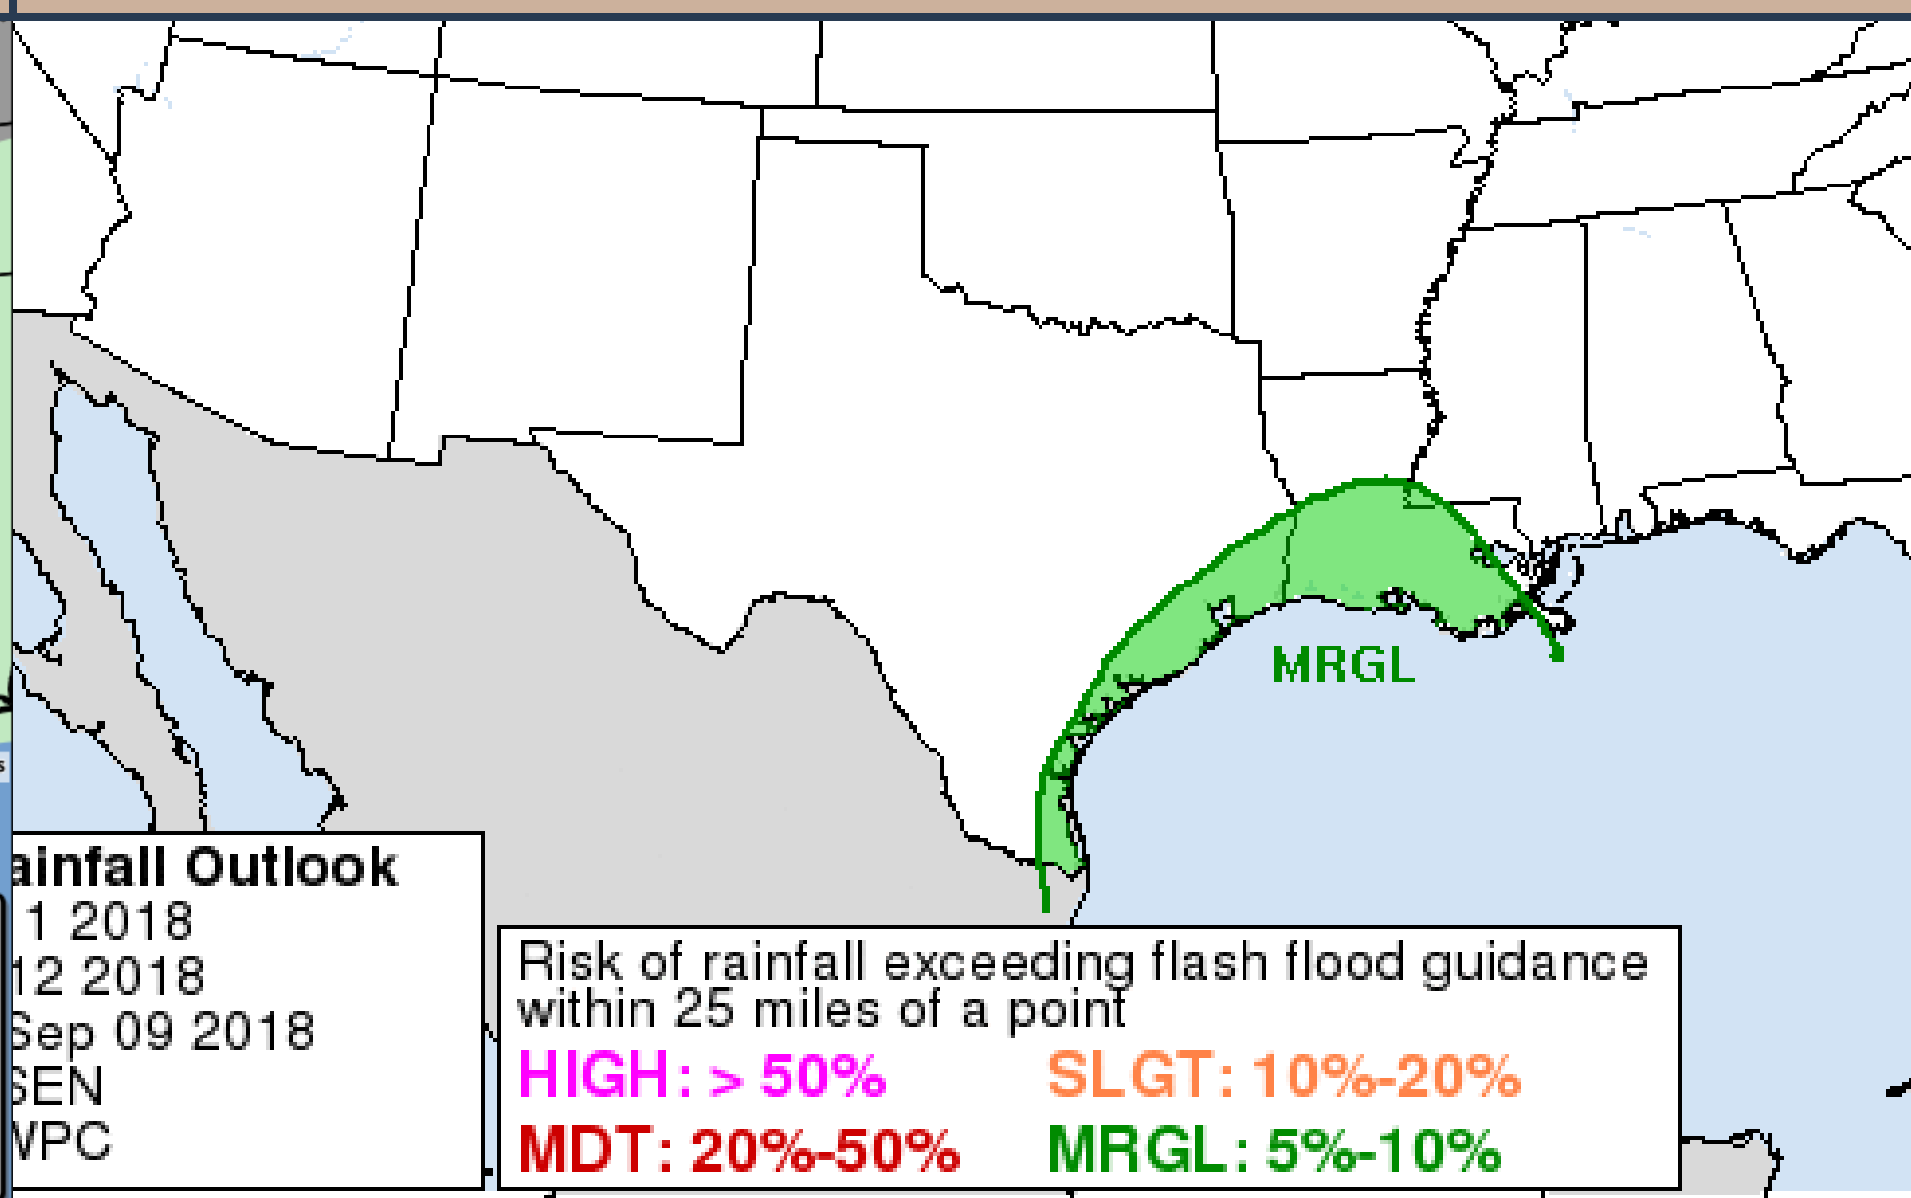 MRGL
ainfall Outlook
1 2018
12 2018
Sep 09 2018
SEN
WPC
Risk of rainfall exceeding flash flood guidance
within 25 miles of a point
HIGH: > 50% SLGT: 10%-20%
MDT: 20%-50% MRGL: 5%-10%